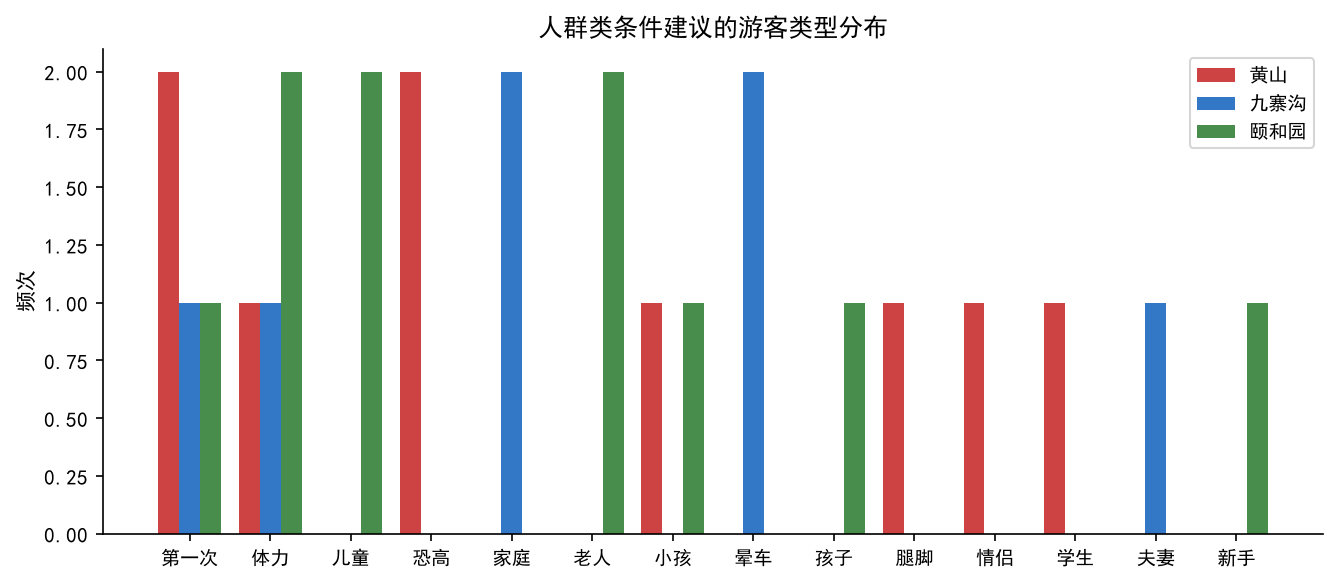 人群类条件建议的游客类型分布
黄山
九寨沟
颐和园
频次
2.00
1.75
1.50
1.25
1.00
0.75
0.50
0.25
0.00
第一次 体力 儿童 恐高 家庭 老人 小孩 晕车 孩子 腿脚 情侣 学生 夫妻 新手